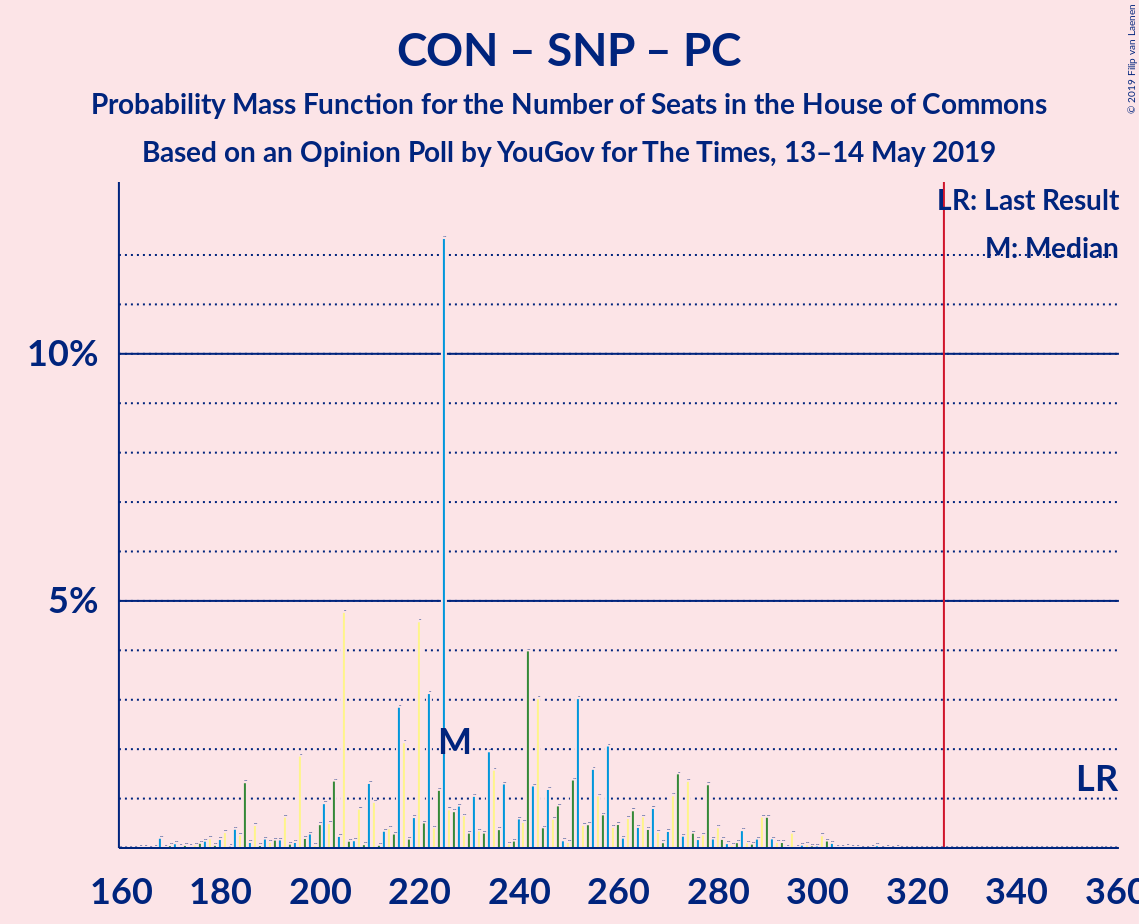 CON – SNP – PC
Probability Mass Function for the Number of Seats in the House of Commons
Based on an Opinion Poll by YouGov for The Times, 13–14 May 2019
© 2019 Filip van Laenen
LR: Last Result
M: Median
10%
5%
M
LR
160 180 200 220 240 260 280 300 320 340 360